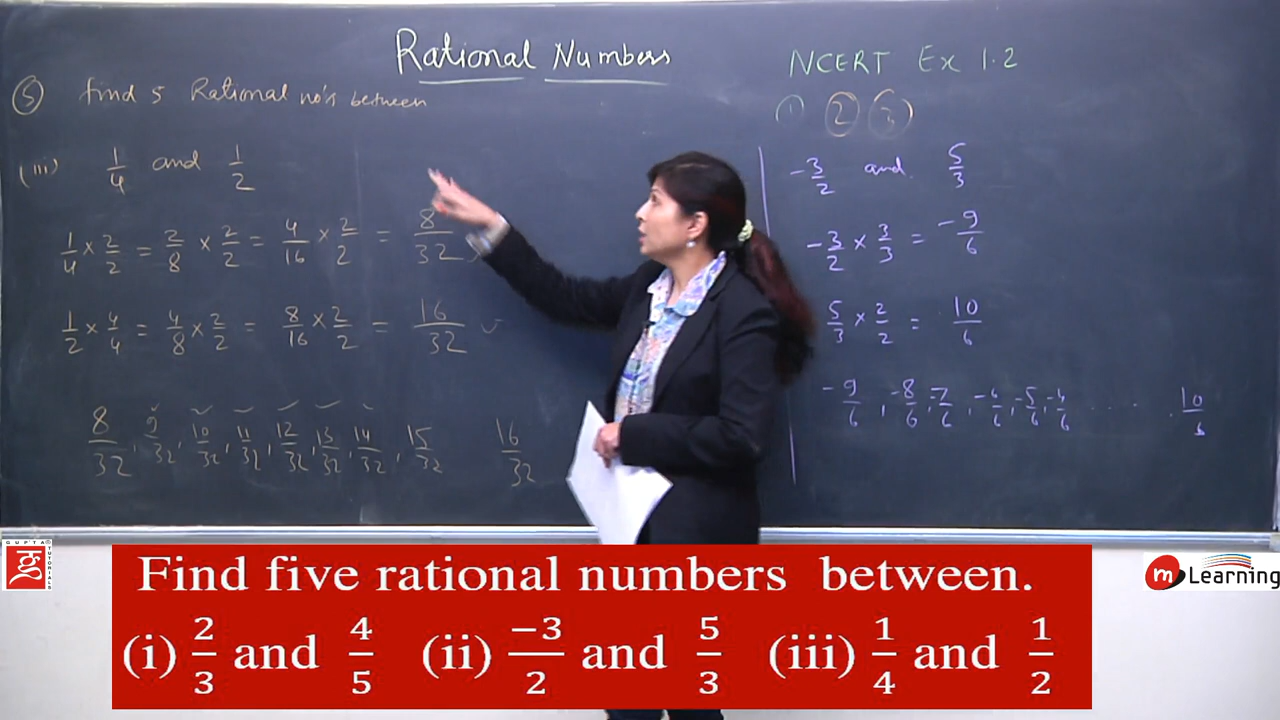 Rational Numbers
NCERT Ex 1.2
⑤ find 5 Rational no's between
① ② ③
(iii) 1/4 and 1/2
-3/2 and 5/3
1/4 × 2/2 = 2/8 × 2/2 = 4/16 × 2/2 = 8/32
-3/2 × 3/3 = -9/6
1/2 × 4/4 = 4/8 × 2/2 = 8/16 × 2/2 = 16/32 ✓
5/3 × 2/2 = 10/6
8/32, 9/32, 10/32, 11/32, 12/32, 13/32, 14/32, 15/32 16/32
-9/6, -8/6, -7/6, -6/6, -5/6, -4/6 ..... 10/6
GUPTA TUTORIALS
m Learning
Find five rational numbers between.
(i) 2/3 and 4/5 (ii) -3/2 and 5/3 (iii) 1/4 and 1/2